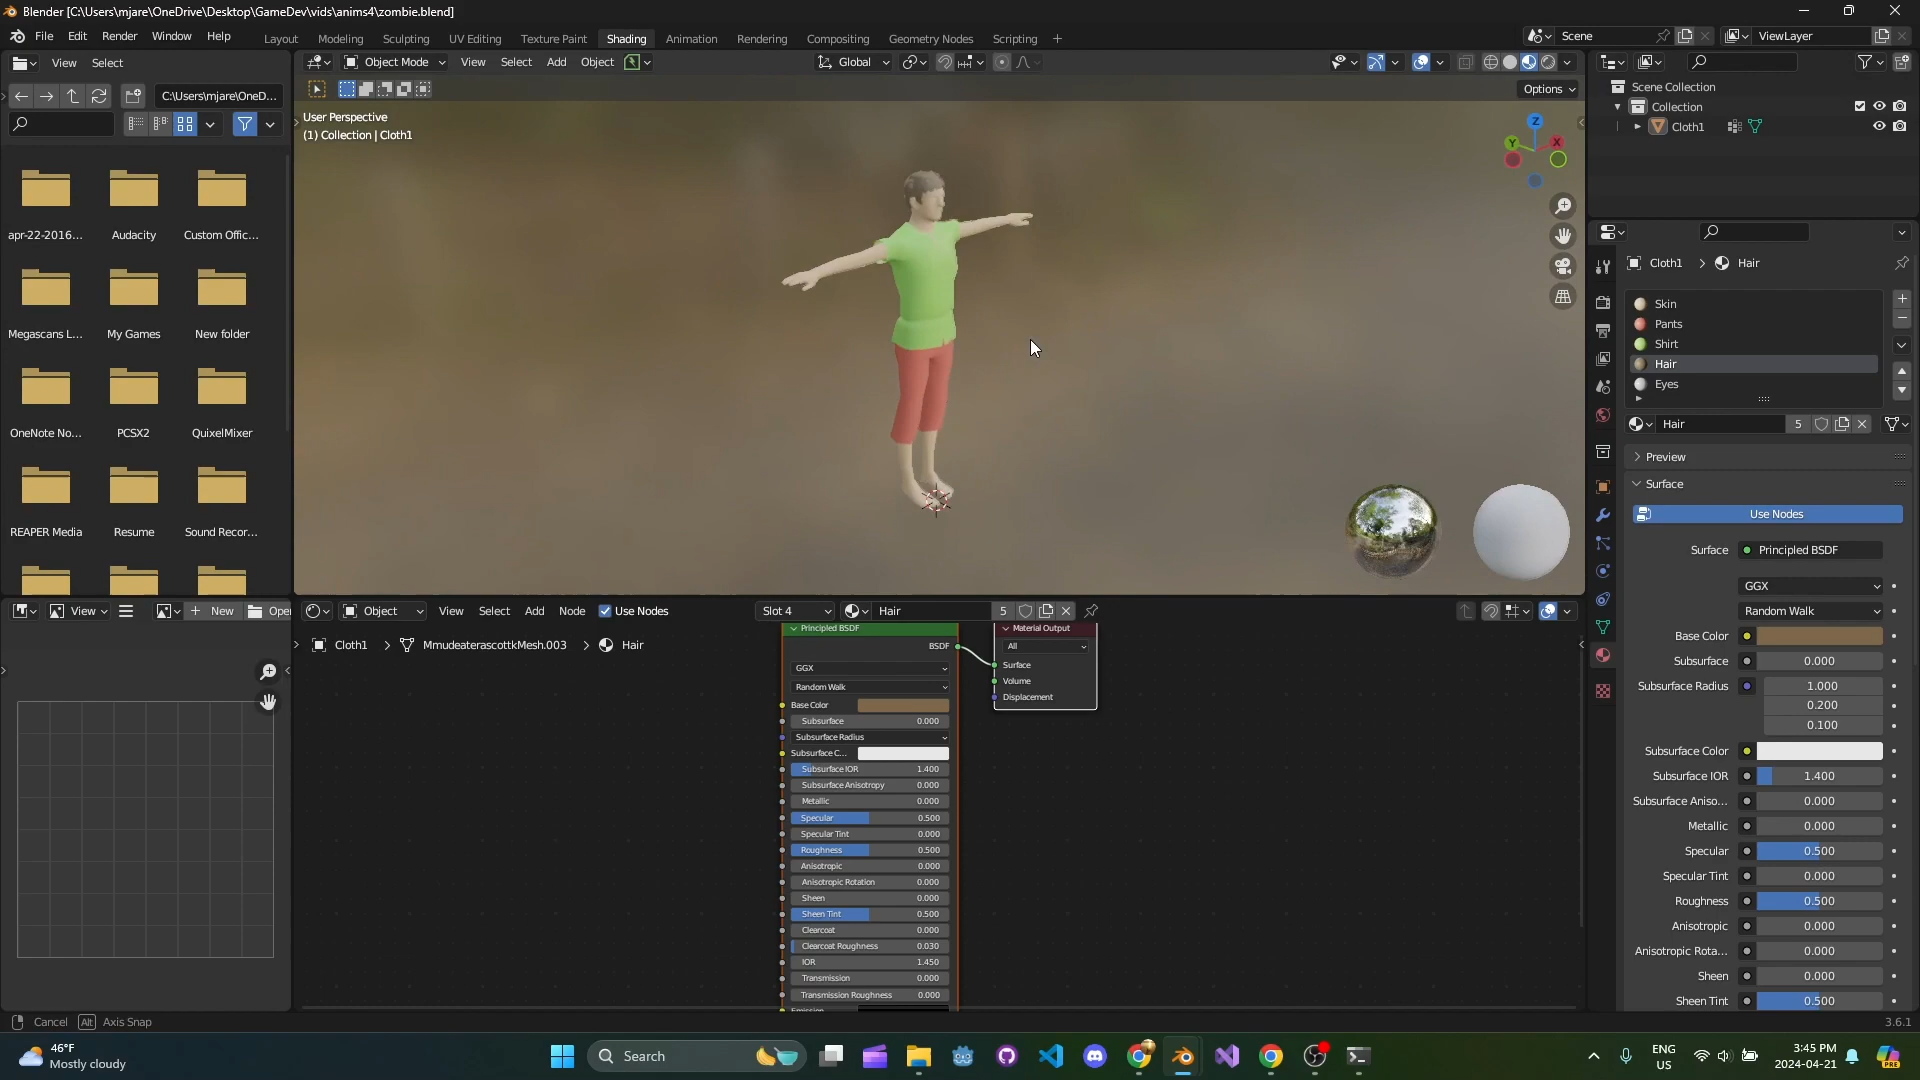 Blender [C:\Users\mjare\OneDrive\Desktop\GameDev\vids\anims4\zombie.blend]
File Edit Render Window Help
Layout Modeling Sculpting UV Editing Texture Paint Shading Animation Rendering Compositing Geometry Nodes Scripting +
Scene
ViewLayer
View Select
Object Mode View Select Add Object
Global
C:\Users\mjare\OneD...
Options
User Perspective
(1) Collection | Cloth1
Z
Y
X
Scene Collection
Collection
Cloth1
apr-22-2016...
Audacity
Custom Offic...
Megascans L...
My Games
New folder
OneNote No...
PCSX2
QuixelMixer
REAPER Media
Resume
Sound Recor...
Cloth1 > Hair
Skin
Pants
Shirt
Hair
Eyes
Hair 5
Preview
Surface
Use Nodes
Surface Principled BSDF
GGX
Random Walk
Base Color
Subsurface 0.000
Subsurface Radius 1.000
0.200
0.100
Subsurface Color
Subsurface IOR 1.400
Subsurface Aniso... 0.000
Metallic 0.000
Specular 0.500
Specular Tint 0.000
Roughness 0.500
Anisotropic 0.000
Anisotropic Rota... 0.000
Sheen 0.000
Sheen Tint 0.500
View + New Open
Object View Select Add Node Use Nodes Slot 4 Hair 5
Cloth1 > MmudeaterascottkMesh.003 > Hair
Principled BSDF
BSDF
GGX
Random Walk
Base Color
Subsurface 0.000
Subsurface Radius
Subsurface C...
Subsurface IOR 1.400
Subsurface Anisotropy 0.000
Metallic 0.000
Specular 0.500
Specular Tint 0.000
Roughness 0.500
Anisotropic 0.000
Anisotropic Rotation 0.000
Sheen 0.000
Sheen Tint 0.500
Clearcoat 0.000
Clearcoat Roughness 0.030
IOR 1.450
Transmission 0.000
Transmission Roughness 0.000
Emission
Material Output
All
Surface
Volume
Displacement
Cancel Alt Axis Snap
3.6.1
46°F
Mostly cloudy
Search
ENG
US
3:45 PM
2024-04-21
PRE